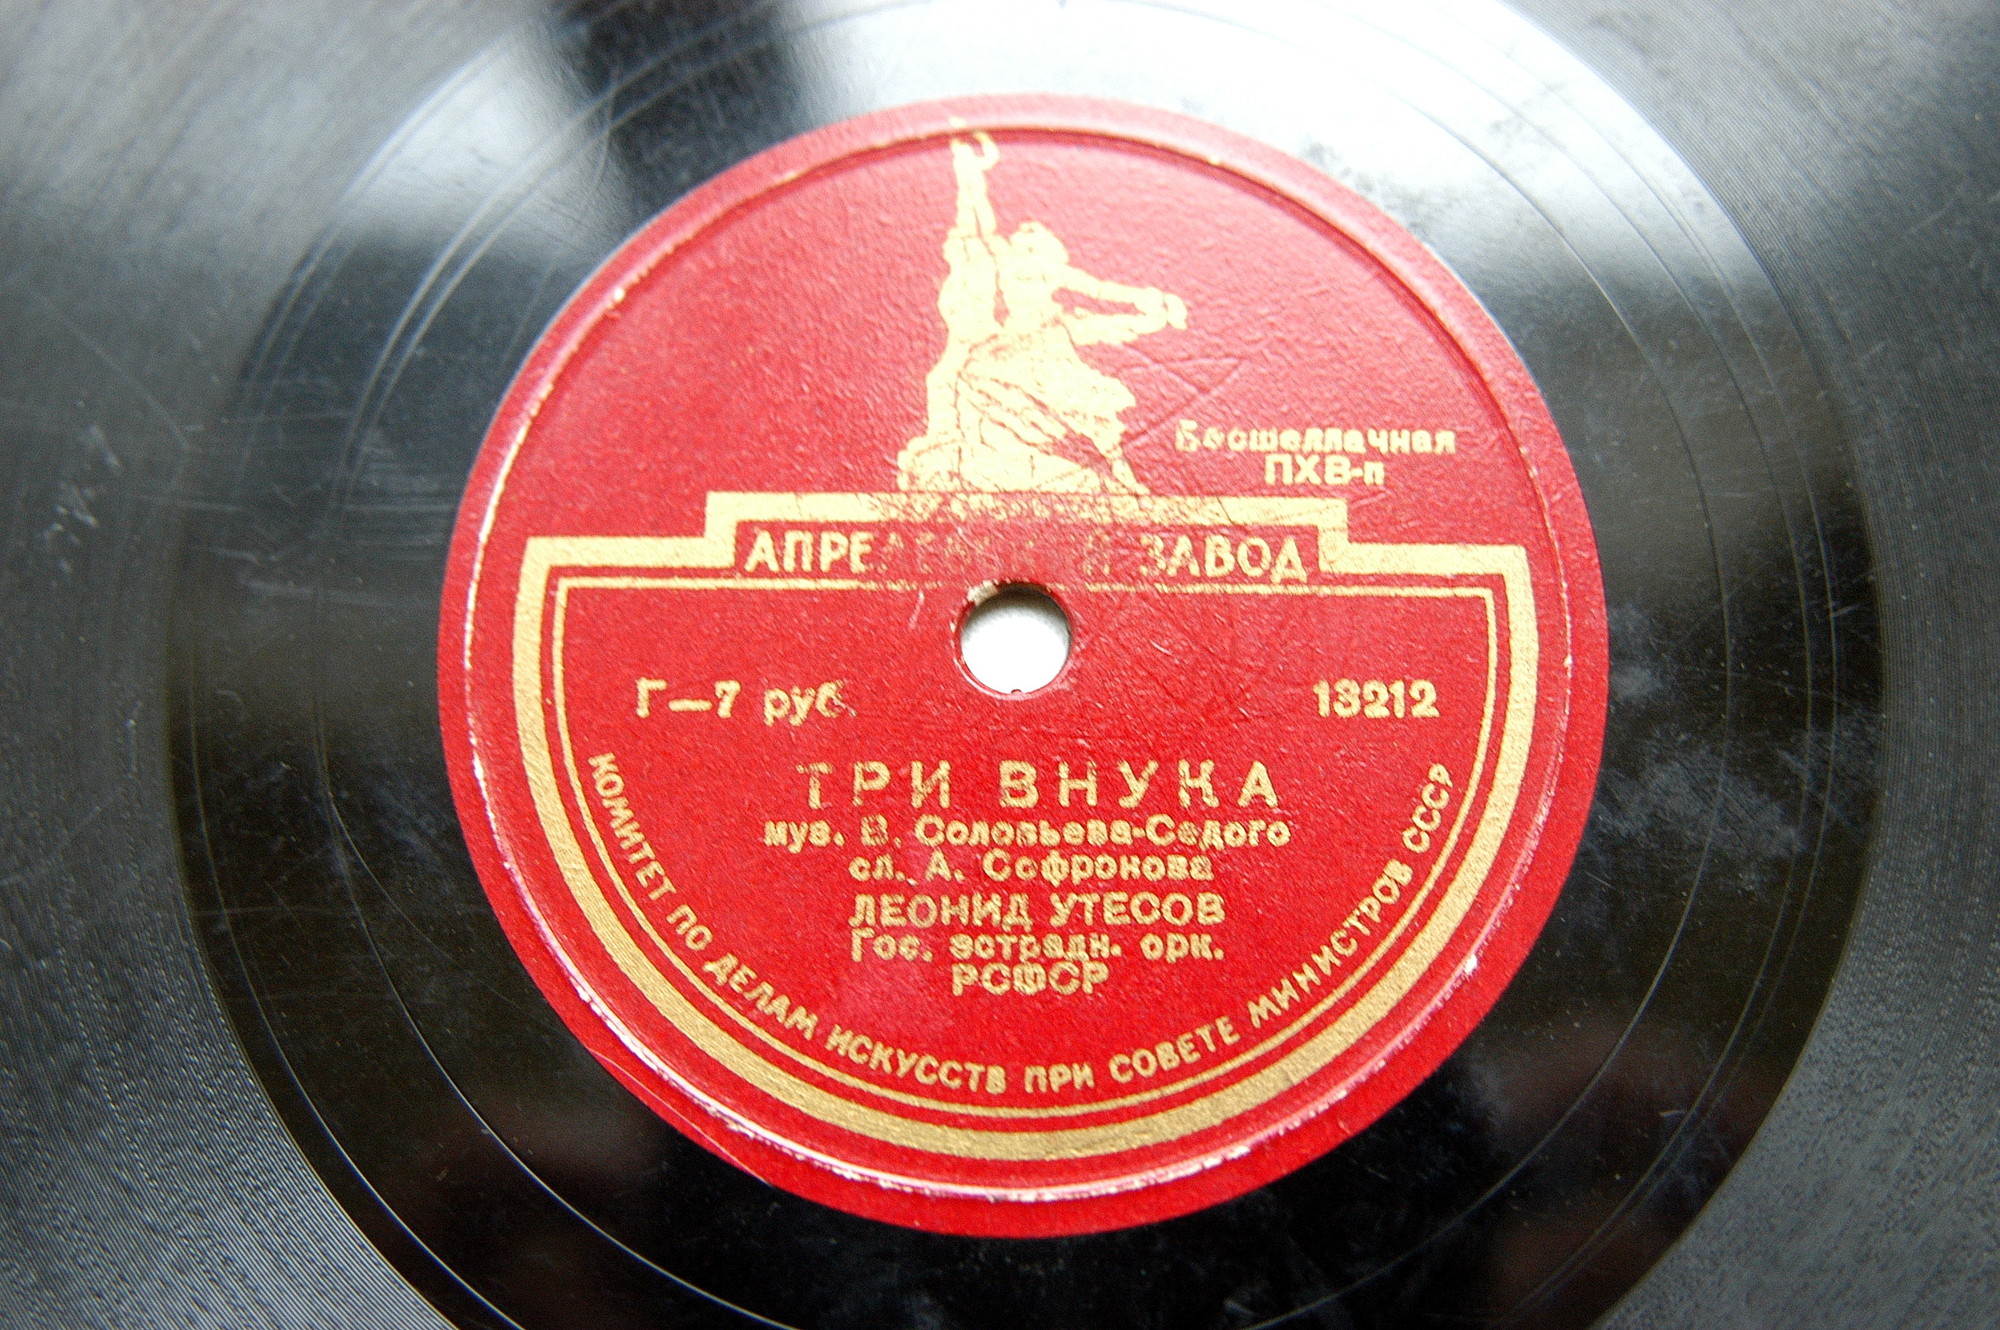 Бесшеллачная
ПХВ-п
АПРЕЛЕВСКИЙ ЗАВОД
Г—7 руб.
13212
ТРИ ВНУКА
муз. В. Соловьева-Седого
сл. А. Софронова
ЛЕОНИД УТЕСОВ
Гос. эстрадн. орк.
РСФСР
КОМИТЕТ ПО ДЕЛАМ ИСКУССТВ ПРИ СОВЕТЕ МИНИСТРОВ СССР